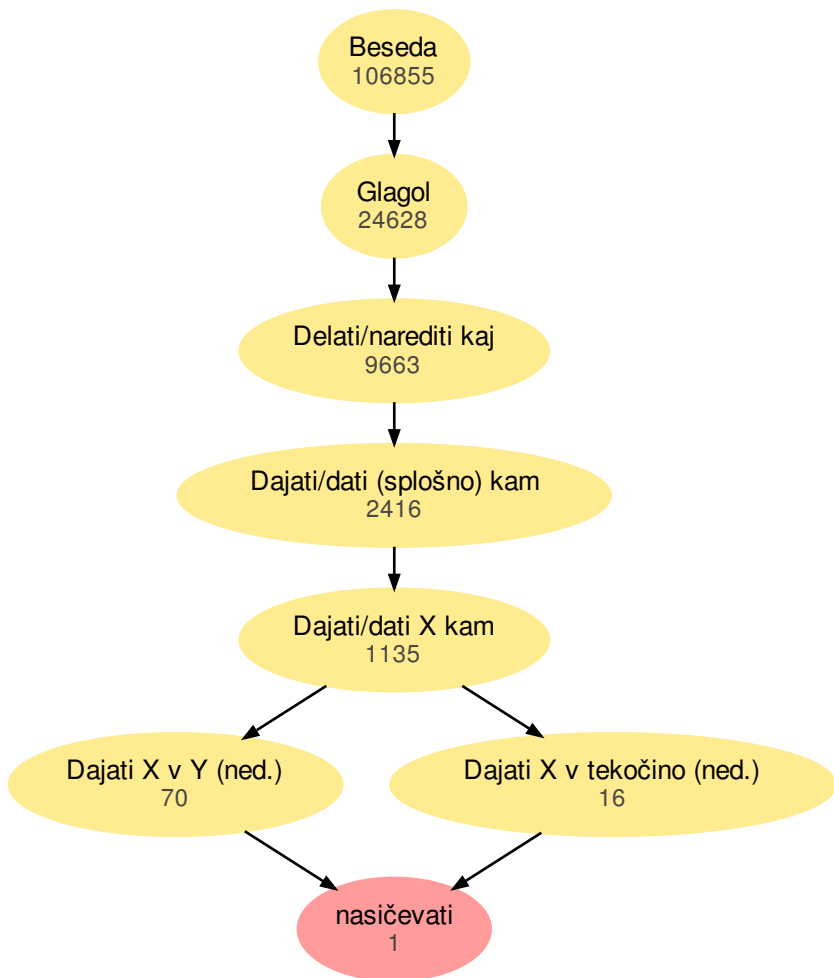 Beseda
106855
Glagol
24628
Delati/narediti kaj
9663
Dajati/dati (splošno) kam
2416
Dajati/dati X kam
1135
Dajati X v Y (ned.)
70
Dajati X v tekočino (ned.)
16
nasičevati
1